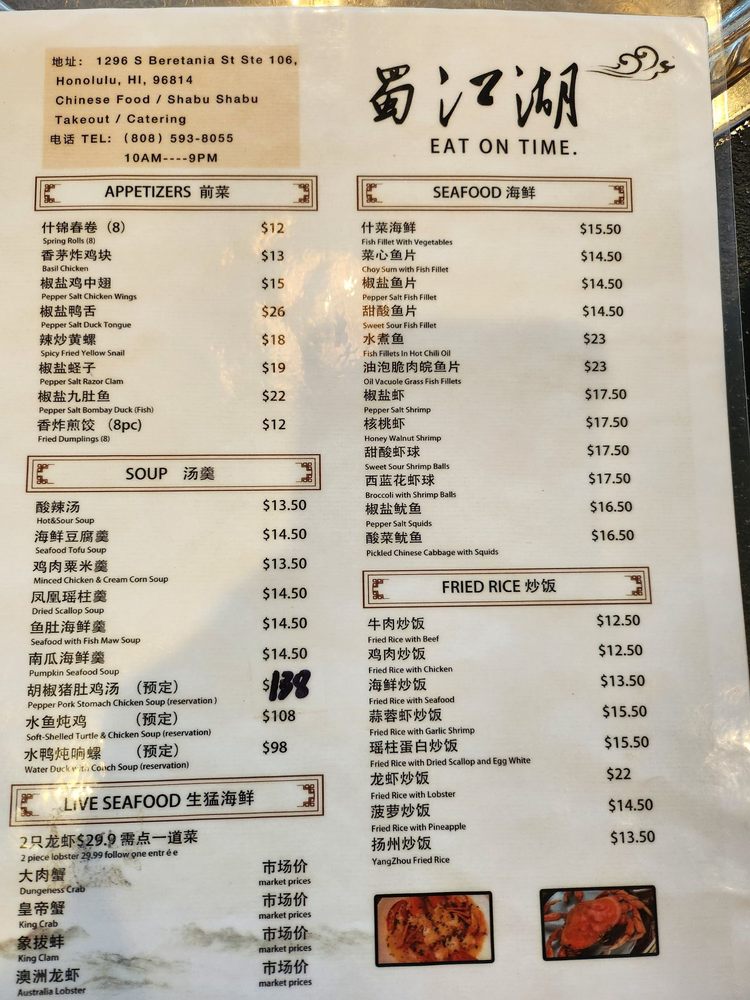 地址: 1296 S Beretania St Ste 106,
Honolulu, HI, 96814
Chinese Food / Shabu Shabu
Takeout / Catering
电话 TEL: (808) 593-8055
10AM----9PM
蜀江湖
EAT ON TIME.
APPETIZERS 前菜
什锦春卷（8） $12
Spring Rolls (8)
香茅炸鸡块 $13
Basil Chicken
椒盐鸡中翅 $15
Pepper Salt Chicken Wings
椒盐鸭舌 $26
Pepper Salt Duck Tongue
辣炒黄螺 $18
Spicy Fried Yellow Snail
椒盐蛏子 $19
Pepper Salt Razor Clam
椒盐九肚鱼 $22
Pepper Salt Bombay Duck (Fish)
香炸煎饺（8pc） $12
Fried Dumplings (8)
SOUP 汤羹
酸辣汤 $13.50
Hot&Sour Soup
海鲜豆腐羹 $14.50
Seafood Tofu Soup
鸡肉粟米羹 $13.50
Minced Chicken & Cream Corn Soup
凤凰瑶柱羹 $14.50
Dried Scallop Soup
鱼肚海鲜羹 $14.50
Seafood with Fish Maw Soup
南瓜海鲜羹 $14.50
Pumpkin Seafood Soup
胡椒猪肚鸡汤（预定） $138
Pepper Pork Stomach Chicken Soup (reservation )
水鱼炖鸡（预定） $108
Soft-Shelled Turtle & Chicken Soup (reservation)
水鸭炖响螺（预定） $98
Water Duck with Conch Soup (reservation)
LIVE SEAFOOD 生猛海鲜
2只龙虾$29.9 需点一道菜
2 piece lobster 29.99 follow one entr é e
大肉蟹 市场价
Dungeness Crab market prices
皇帝蟹 市场价
King Crab market prices
象拔蚌 市场价
King Clam market prices
澳洲龙虾 市场价
Australia Lobster market prices
SEAFOOD 海鲜
什菜海鲜 $15.50
Fish Fillet With Vegetables
菜心鱼片 $14.50
Choy Sum with Fish Fillet
椒盐鱼片 $14.50
Pepper Salt Fish Fillet
甜酸鱼片 $14.50
Sweet Sour Fish Fillet
水煮鱼 $23
Fish Fillets In Hot Chili Oil
油泡脆肉皖鱼片 $23
Oil Vacuole Grass Fish Fillets
椒盐虾 $17.50
Pepper Salt Shrimp
核桃虾 $17.50
Honey Walnut Shrimp
甜酸虾球 $17.50
Sweet Sour Shrimp Balls
西蓝花虾球 $17.50
Broccoli with Shrimp Balls
椒盐鱿鱼 $16.50
Pepper Salt Squids
酸菜鱿鱼 $16.50
Pickled Chinese Cabbage with Squids
FRIED RICE 炒饭
牛肉炒饭 $12.50
Fried Rice with Beef
鸡肉炒饭 $12.50
Fried Rice with Chicken
海鲜炒饭 $13.50
Fried Rice with Seafood
蒜蓉虾炒饭 $15.50
Fried Rice with Garlic Shrimp
瑶柱蛋白炒饭 $15.50
Fried Rice with Dried Scallop and Egg White
龙虾炒饭 $22
Fried Rice with Lobster
菠萝炒饭 $14.50
Fried Rice with Pineapple
扬州炒饭 $13.50
YangZhou Fried Rice